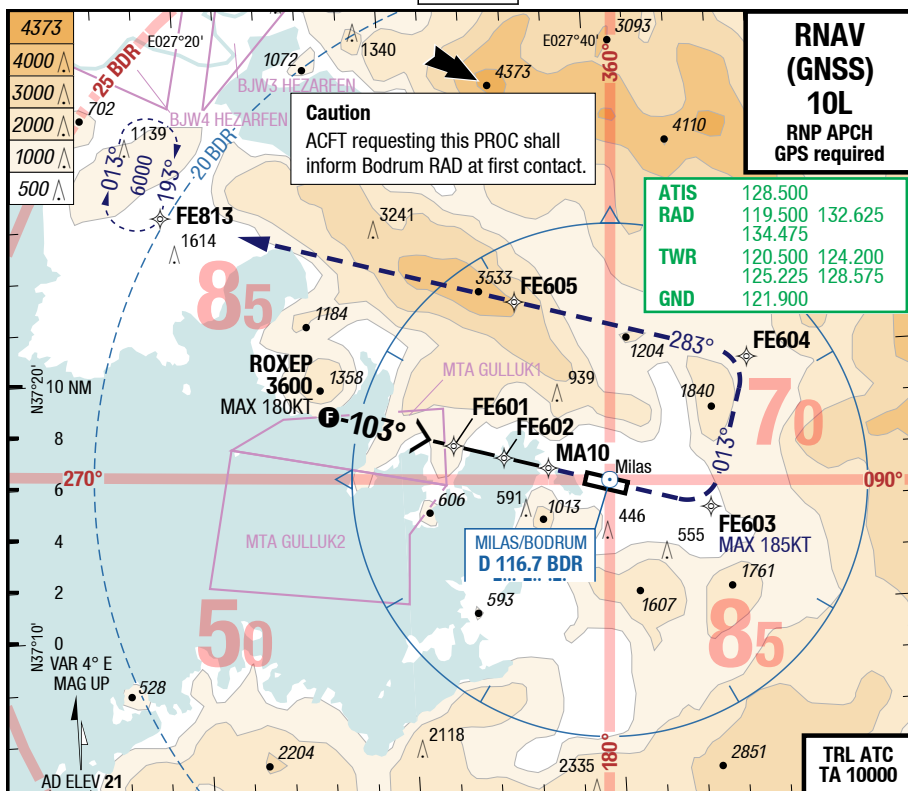 4373
4000
3000
2000
1000
500
25 BDR
E027°20'
1340
1072
BJW3 HEZARFEN
BJW4 HEZARFEN
20 BDR
702
1139
013°
6000
193°
FE813
1614
4373
E027°40'
3093
360°
4110
Caution
ACFT requesting this PROC shall
inform Bodrum RAD at first contact.
RNAV
(GNSS)
10L
RNP APCH
GPS required
ATIS 128.500
RAD 119.500 132.625
134.475
TWR 120.500 124.200
125.225 128.575
GND 121.900
3241
85
3533
FE605
1184
283°
FE604
1204
ROXEP
3600
MAX 180KT
1358
N37°20'
10 NM
MTA GULLUK1
939
1840
70
F
103°
FE601
FE602
013°
8
MA10
Milas
270°
090°
6
606
591
1013
446
FE603
MAX 185KT
555
MTA GULLUK2
MILAS/BODRUM
D 116.7 BDR
4
1761
1607
2
593
50
85
N37°10'
0
VAR 4° E
MAG UP
528
2204
2118
180°
2335
2851
AD ELEV 21
TRL ATC
TA 10000